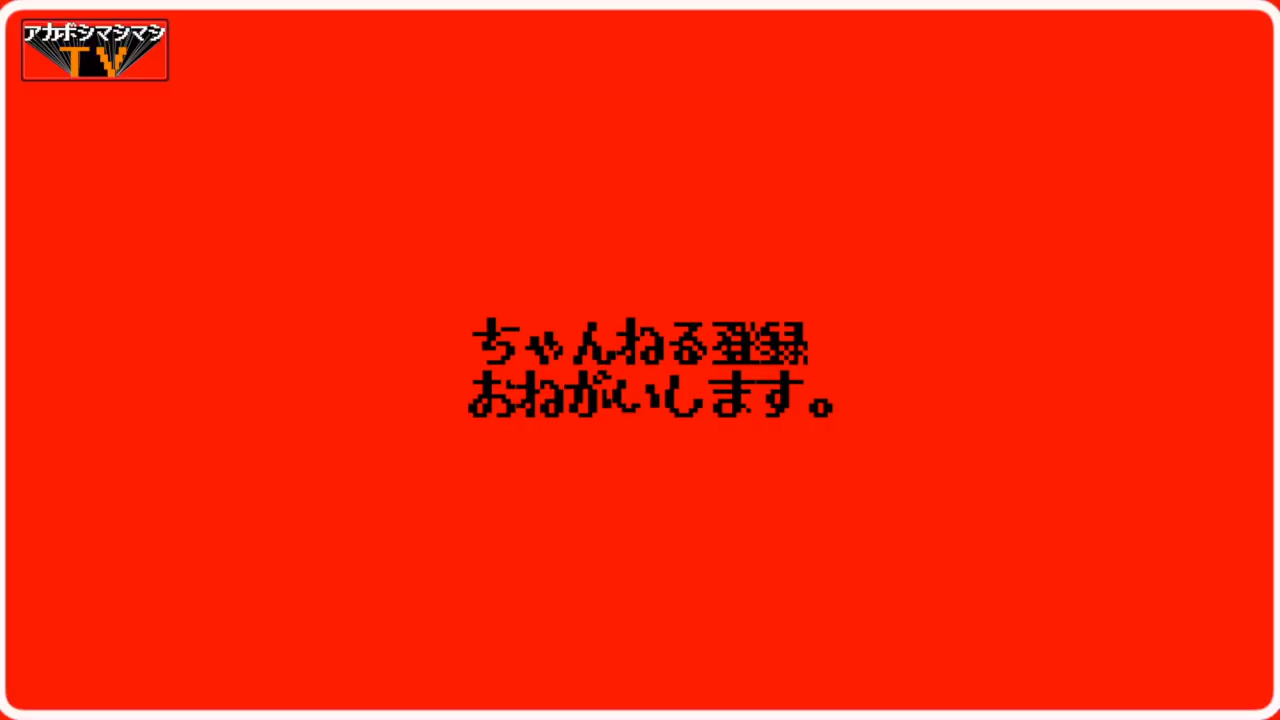 アカボシマシマシ
TV
ちゃんねる登録
おねがいします。